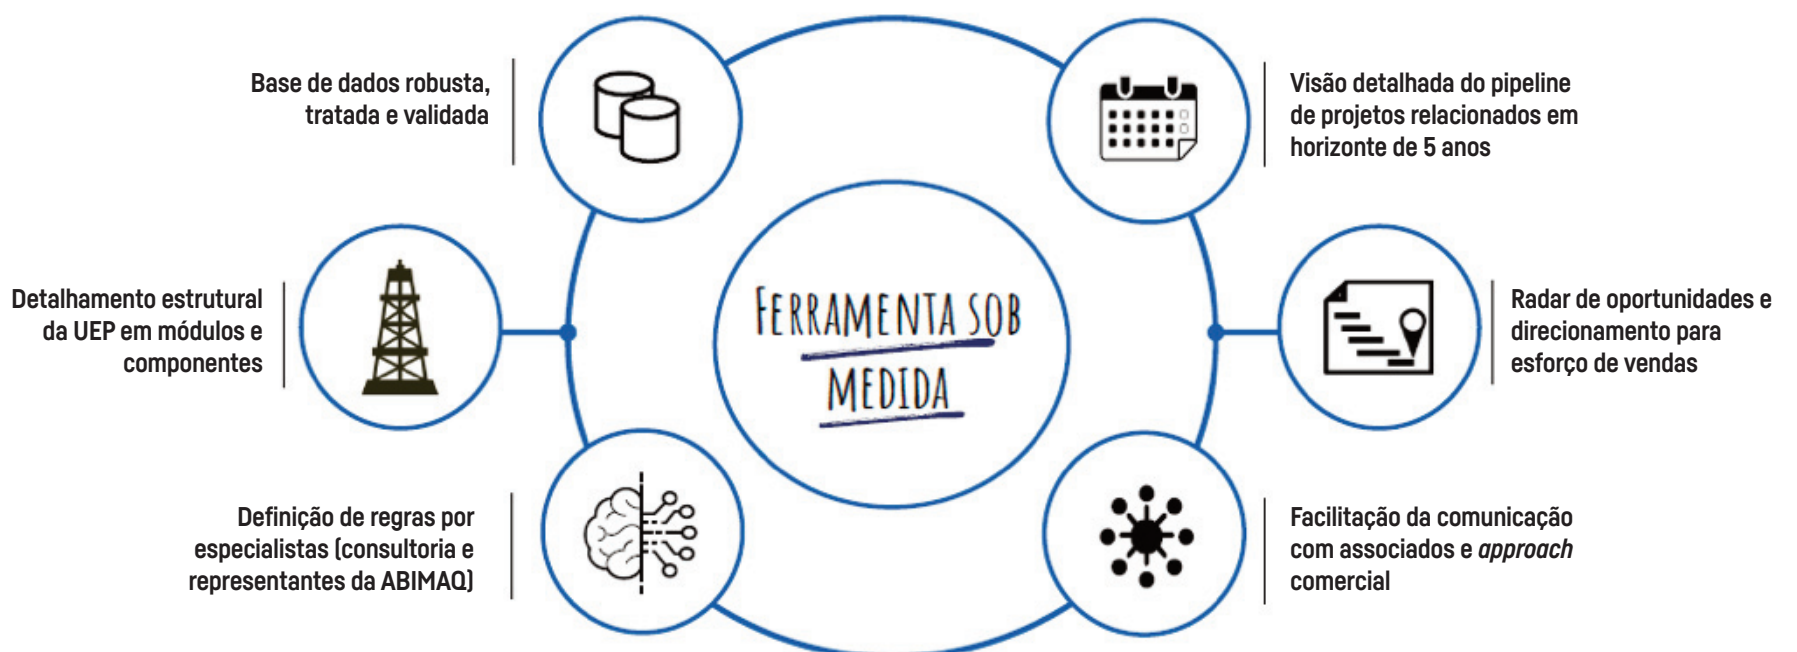 Base de dados robusta,
tratada e validada
Visão detalhada do pipeline
de projetos relacionados em
horizonte de 5 anos
Detalhamento estrutural
da UEP em módulos e
componentes
FERRAMENTA SOB
MEDIDA
Radar de oportunidades e
direcionamento para
esforço de vendas
Definição de regras por
especialistas (consultoria e
representantes da ABIMAQ)
Facilitação da comunicação
com associados e approach
comercial